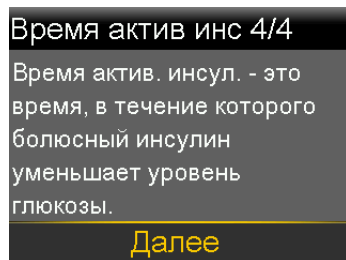 Время актив инс 4/4
Время актив. инсул. - это
время, в течение которого
болюсный инсулин
уменьшает уровень
глюкозы.
Далее